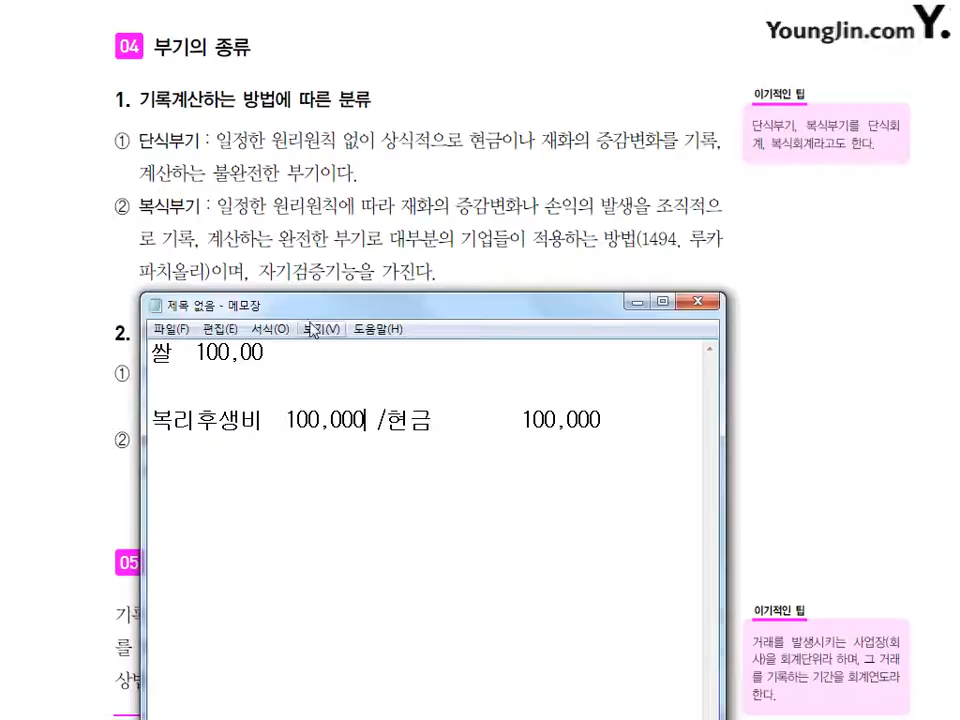 YoungJin.com Y.
04 부기의 종류
1. 기록계산하는 방법에 따른 분류
① 단식부기 : 일정한 원리원칙 없이 상식적으로 현금이나 재화의 증감변화를 기록,
계산하는 불완전한 부기이다.
② 복식부기 : 일정한 원리원칙에 따라 재화의 증감변화나 손익의 발생을 조직적으
로 기록, 계산하는 완전한 부기로 대부분의 기업들이 적용하는 방법(1494. 루카
파치올리)이며, 자기검증기능을 가진다.
이기적인 팁
단식부기, 복식부기를 단식회
계, 복식회계라고도 한다.
제목 없음 - 메모장
파일(F) 편집(E) 서식(O) 보기(V) 도움말(H)
쌀 100,00
복리후생비 100,000 /현금 100,000
2.
①
②
05
기록
를
상법
이기적인 팁
거래를 발생시키는 사업장(회
사)을 회계단위라 하며, 그 거래
를 기록하는 기간을 회계연도라
한다.